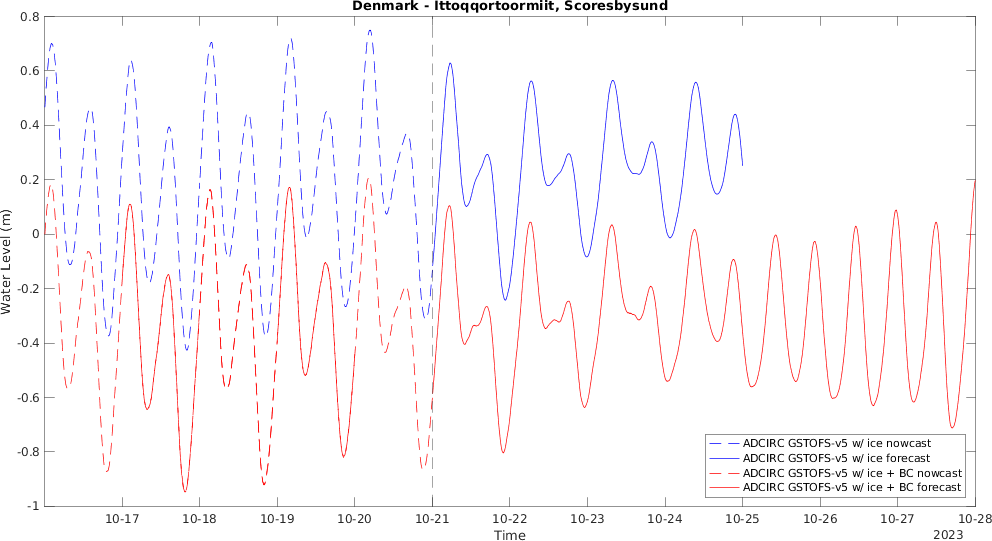 Denmark - Ittoqqortoormiit, Scoresbysund
Water Level (m)
0.8
0.6
0.4
0.2
0
-0.2
-0.4
-0.6
-0.8
-1
ADCIRC GSTOFS-v5 w/ ice nowcast
ADCIRC GSTOFS-v5 w/ ice forecast
ADCIRC GSTOFS-v5 w/ ice + BC nowcast
ADCIRC GSTOFS-v5 w/ ice + BC forecast
10-17 10-18 10-19 10-20 10-21 10-22 10-23 10-24 10-25 10-26 10-27 10-28
Time
2023